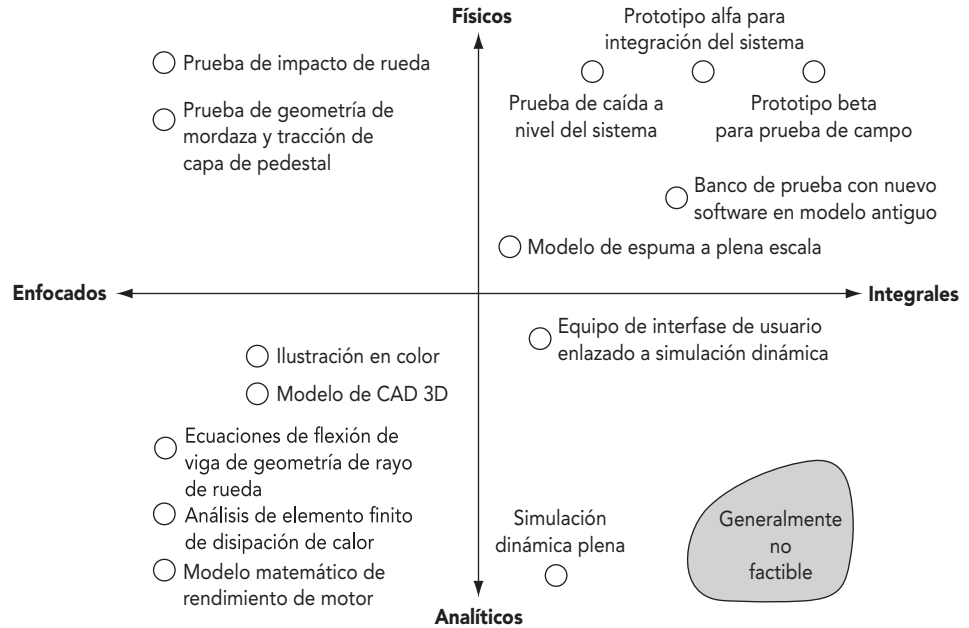 Físicos
Prototipo alfa para
integración del sistema
Prueba de impacto de rueda
Prueba de geometría de
mordaza y tracción de
capa de pedestal
Prueba de caída a
nivel del sistema
Prototipo beta
para prueba de campo
Banco de prueba con nuevo
software en modelo antiguo
Modelo de espuma a plena escala
Enfocados
Integrales
Equipo de interfase de usuario
enlazado a simulación dinámica
Ilustración en color
Modelo de CAD 3D
Ecuaciones de flexión de
viga de geometría de rayo
de rueda
Análisis de elemento finito
de disipación de calor
Modelo matemático de
rendimiento de motor
Simulación
dinámica plena
Generalmente
no
factible
Analíticos